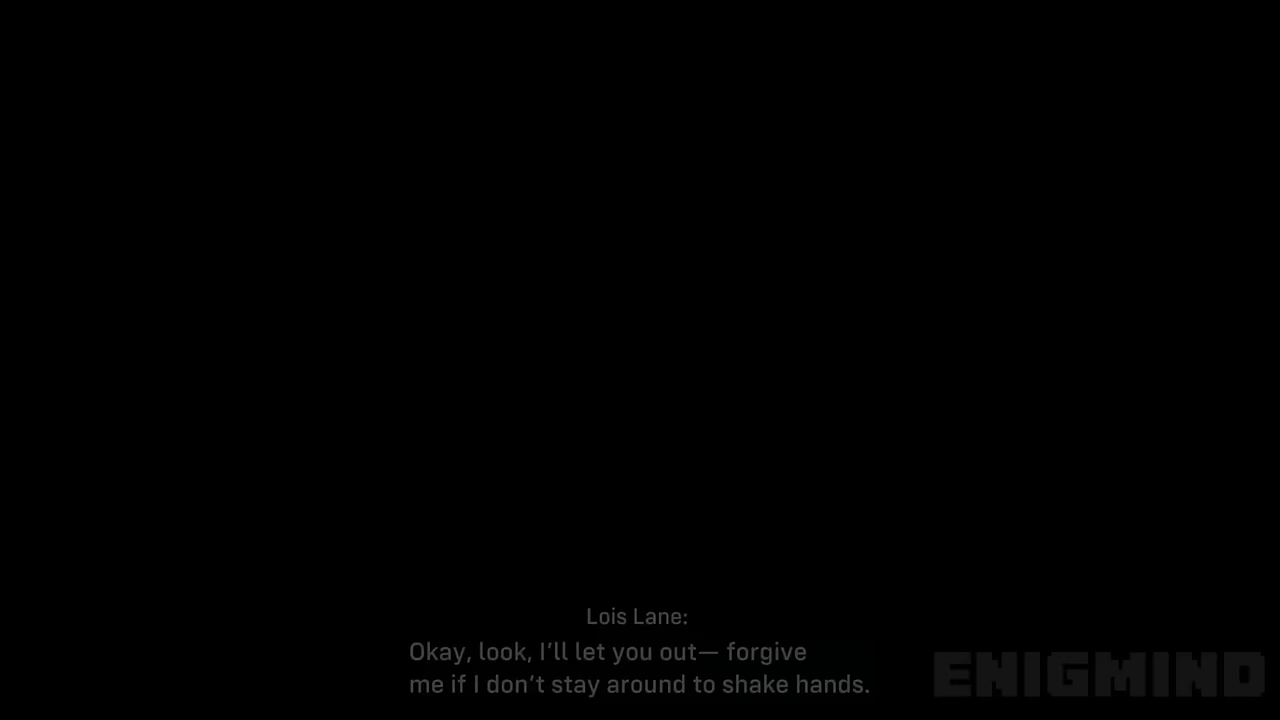 Lois Lane:
Okay, look, I’ll let you out— forgive
me if I don’t stay around to shake hands.
ENIGMIND